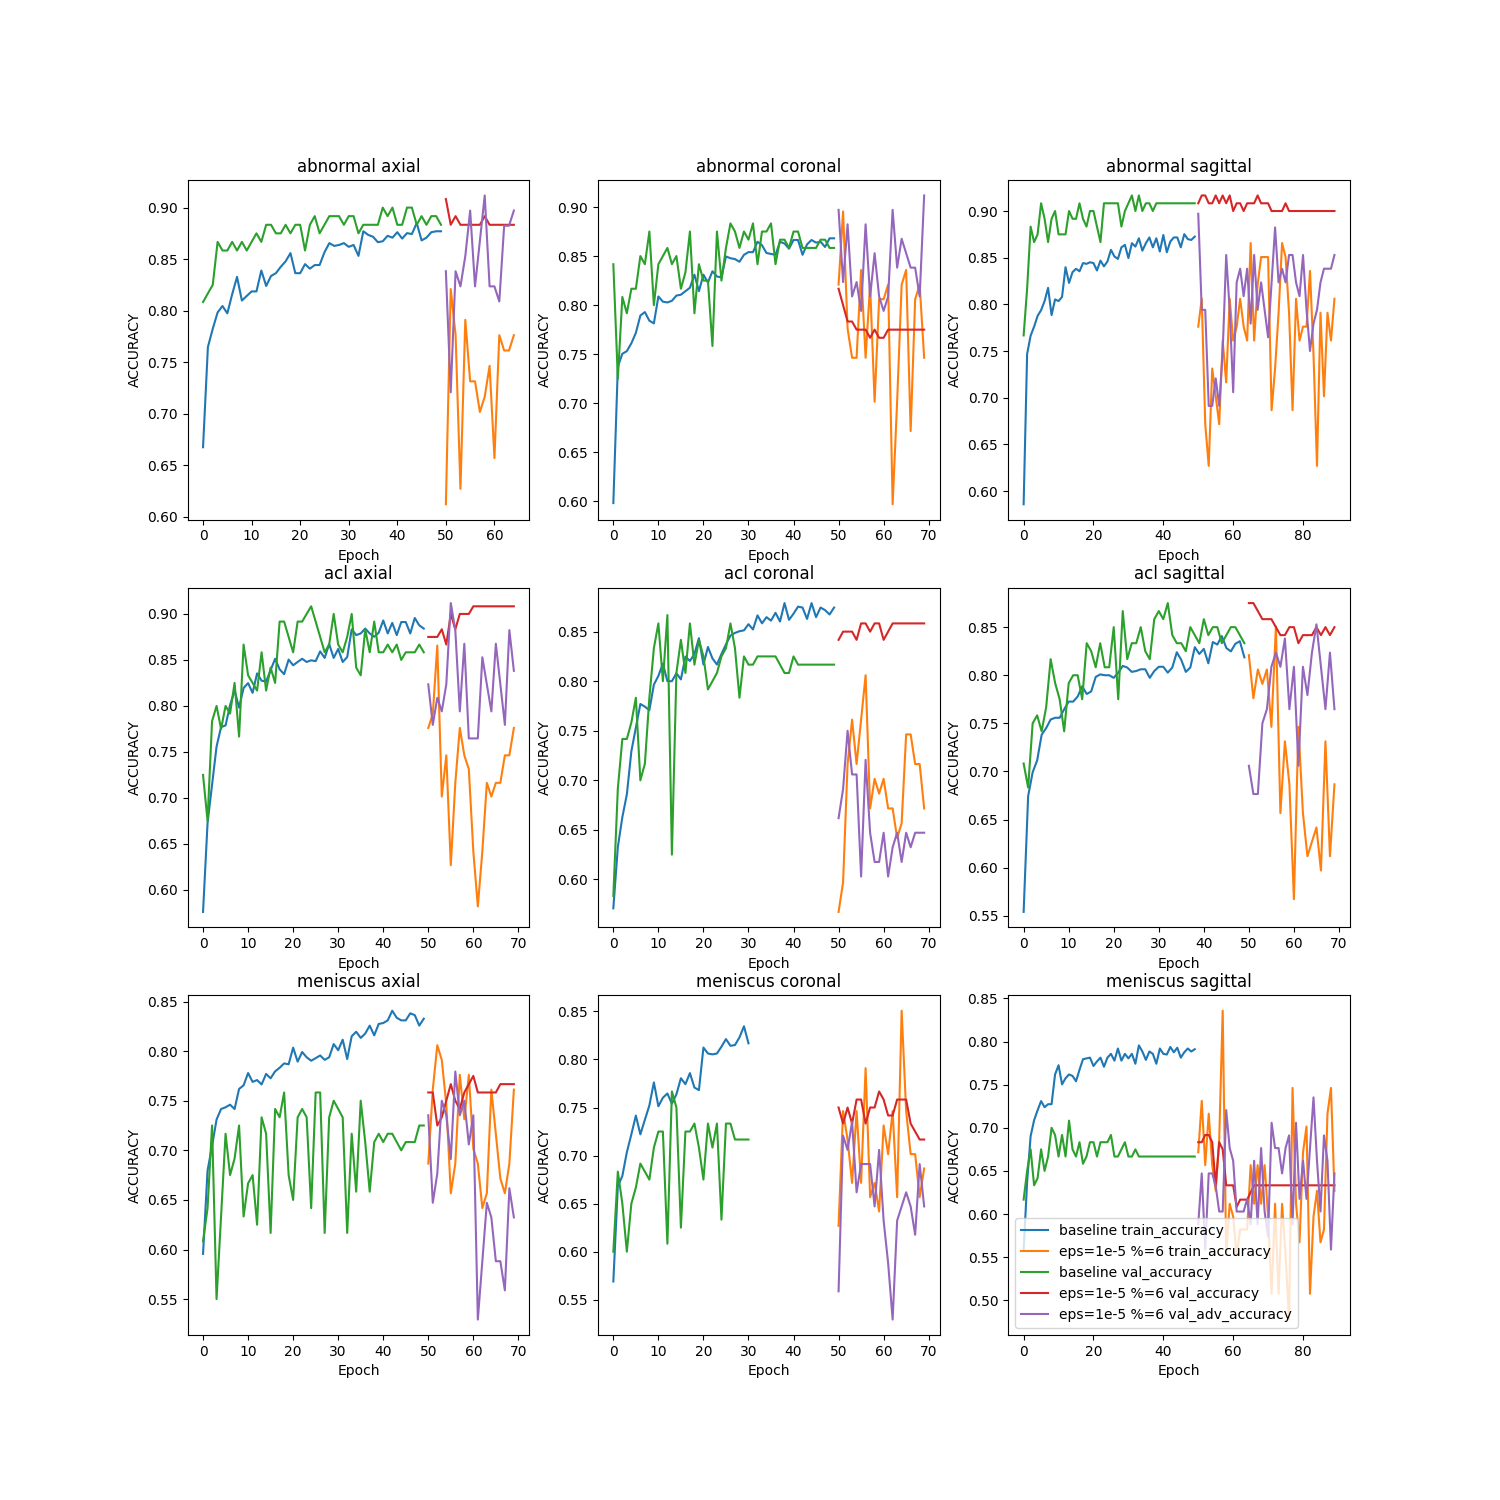 abnormal axial
abnormal coronal
abnormal sagittal
ACCURACY
0.90
0.85
0.80
0.75
0.70
0.65
0.60
0 10 20 30 40 50 60
Epoch
ACCURACY
0.90
0.85
0.80
0.75
0.70
0.65
0.60
0 10 20 30 40 50 60 70
Epoch
ACCURACY
0.90
0.85
0.80
0.75
0.70
0.65
0.60
0 20 40 60 80
Epoch
acl axial
acl coronal
acl sagittal
ACCURACY
0.90
0.85
0.80
0.75
0.70
0.65
0.60
0 10 20 30 40 50 60 70
Epoch
ACCURACY
0.85
0.80
0.75
0.70
0.65
0.60
0 10 20 30 40 50 60 70
Epoch
ACCURACY
0.85
0.80
0.75
0.70
0.65
0.60
0.55
0 10 20 30 40 50 60 70
Epoch
meniscus axial
meniscus coronal
meniscus sagittal
ACCURACY
0.85
0.80
0.75
0.70
0.65
0.60
0.55
0 10 20 30 40 50 60 70
Epoch
ACCURACY
0.85
0.80
0.75
0.70
0.65
0.60
0.55
0 10 20 30 40 50 60 70
Epoch
ACCURACY
0.85
0.80
0.75
0.70
0.65
0.60
0.55
0.50
baseline train_accuracy
eps=1e-5 %=6 train_accuracy
baseline val_accuracy
eps=1e-5 %=6 val_accuracy
eps=1e-5 %=6 val_adv_accuracy
0 20 40 60 80
Epoch